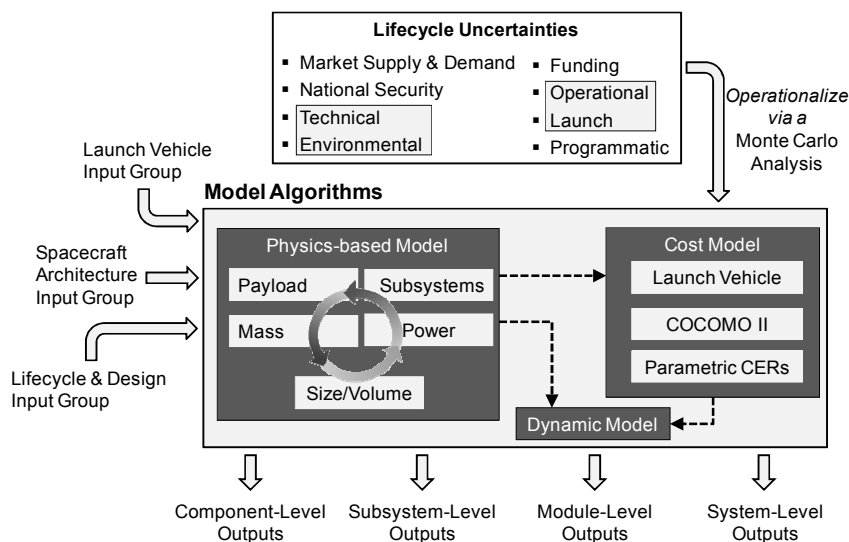 Lifecycle Uncertainties
▪ Market Supply & Demand
▪ National Security
▪ Technical
▪ Environmental
▪ Funding
▪ Operational
▪ Launch
▪ Programmatic
Operationalize
via a
Monte Carlo
Analysis
Launch Vehicle
Input Group
Spacecraft
Architecture
Input Group
Lifecycle & Design
Input Group
Model Algorithms
Physics-based Model
Payload
Subsystems
Mass
Power
Size/Volume
Cost Model
Launch Vehicle
COCOMO II
Parametric CERs
Dynamic Model
Component-Level
Outputs
Subsystem-Level
Outputs
Module-Level
Outputs
System-Level
Outputs